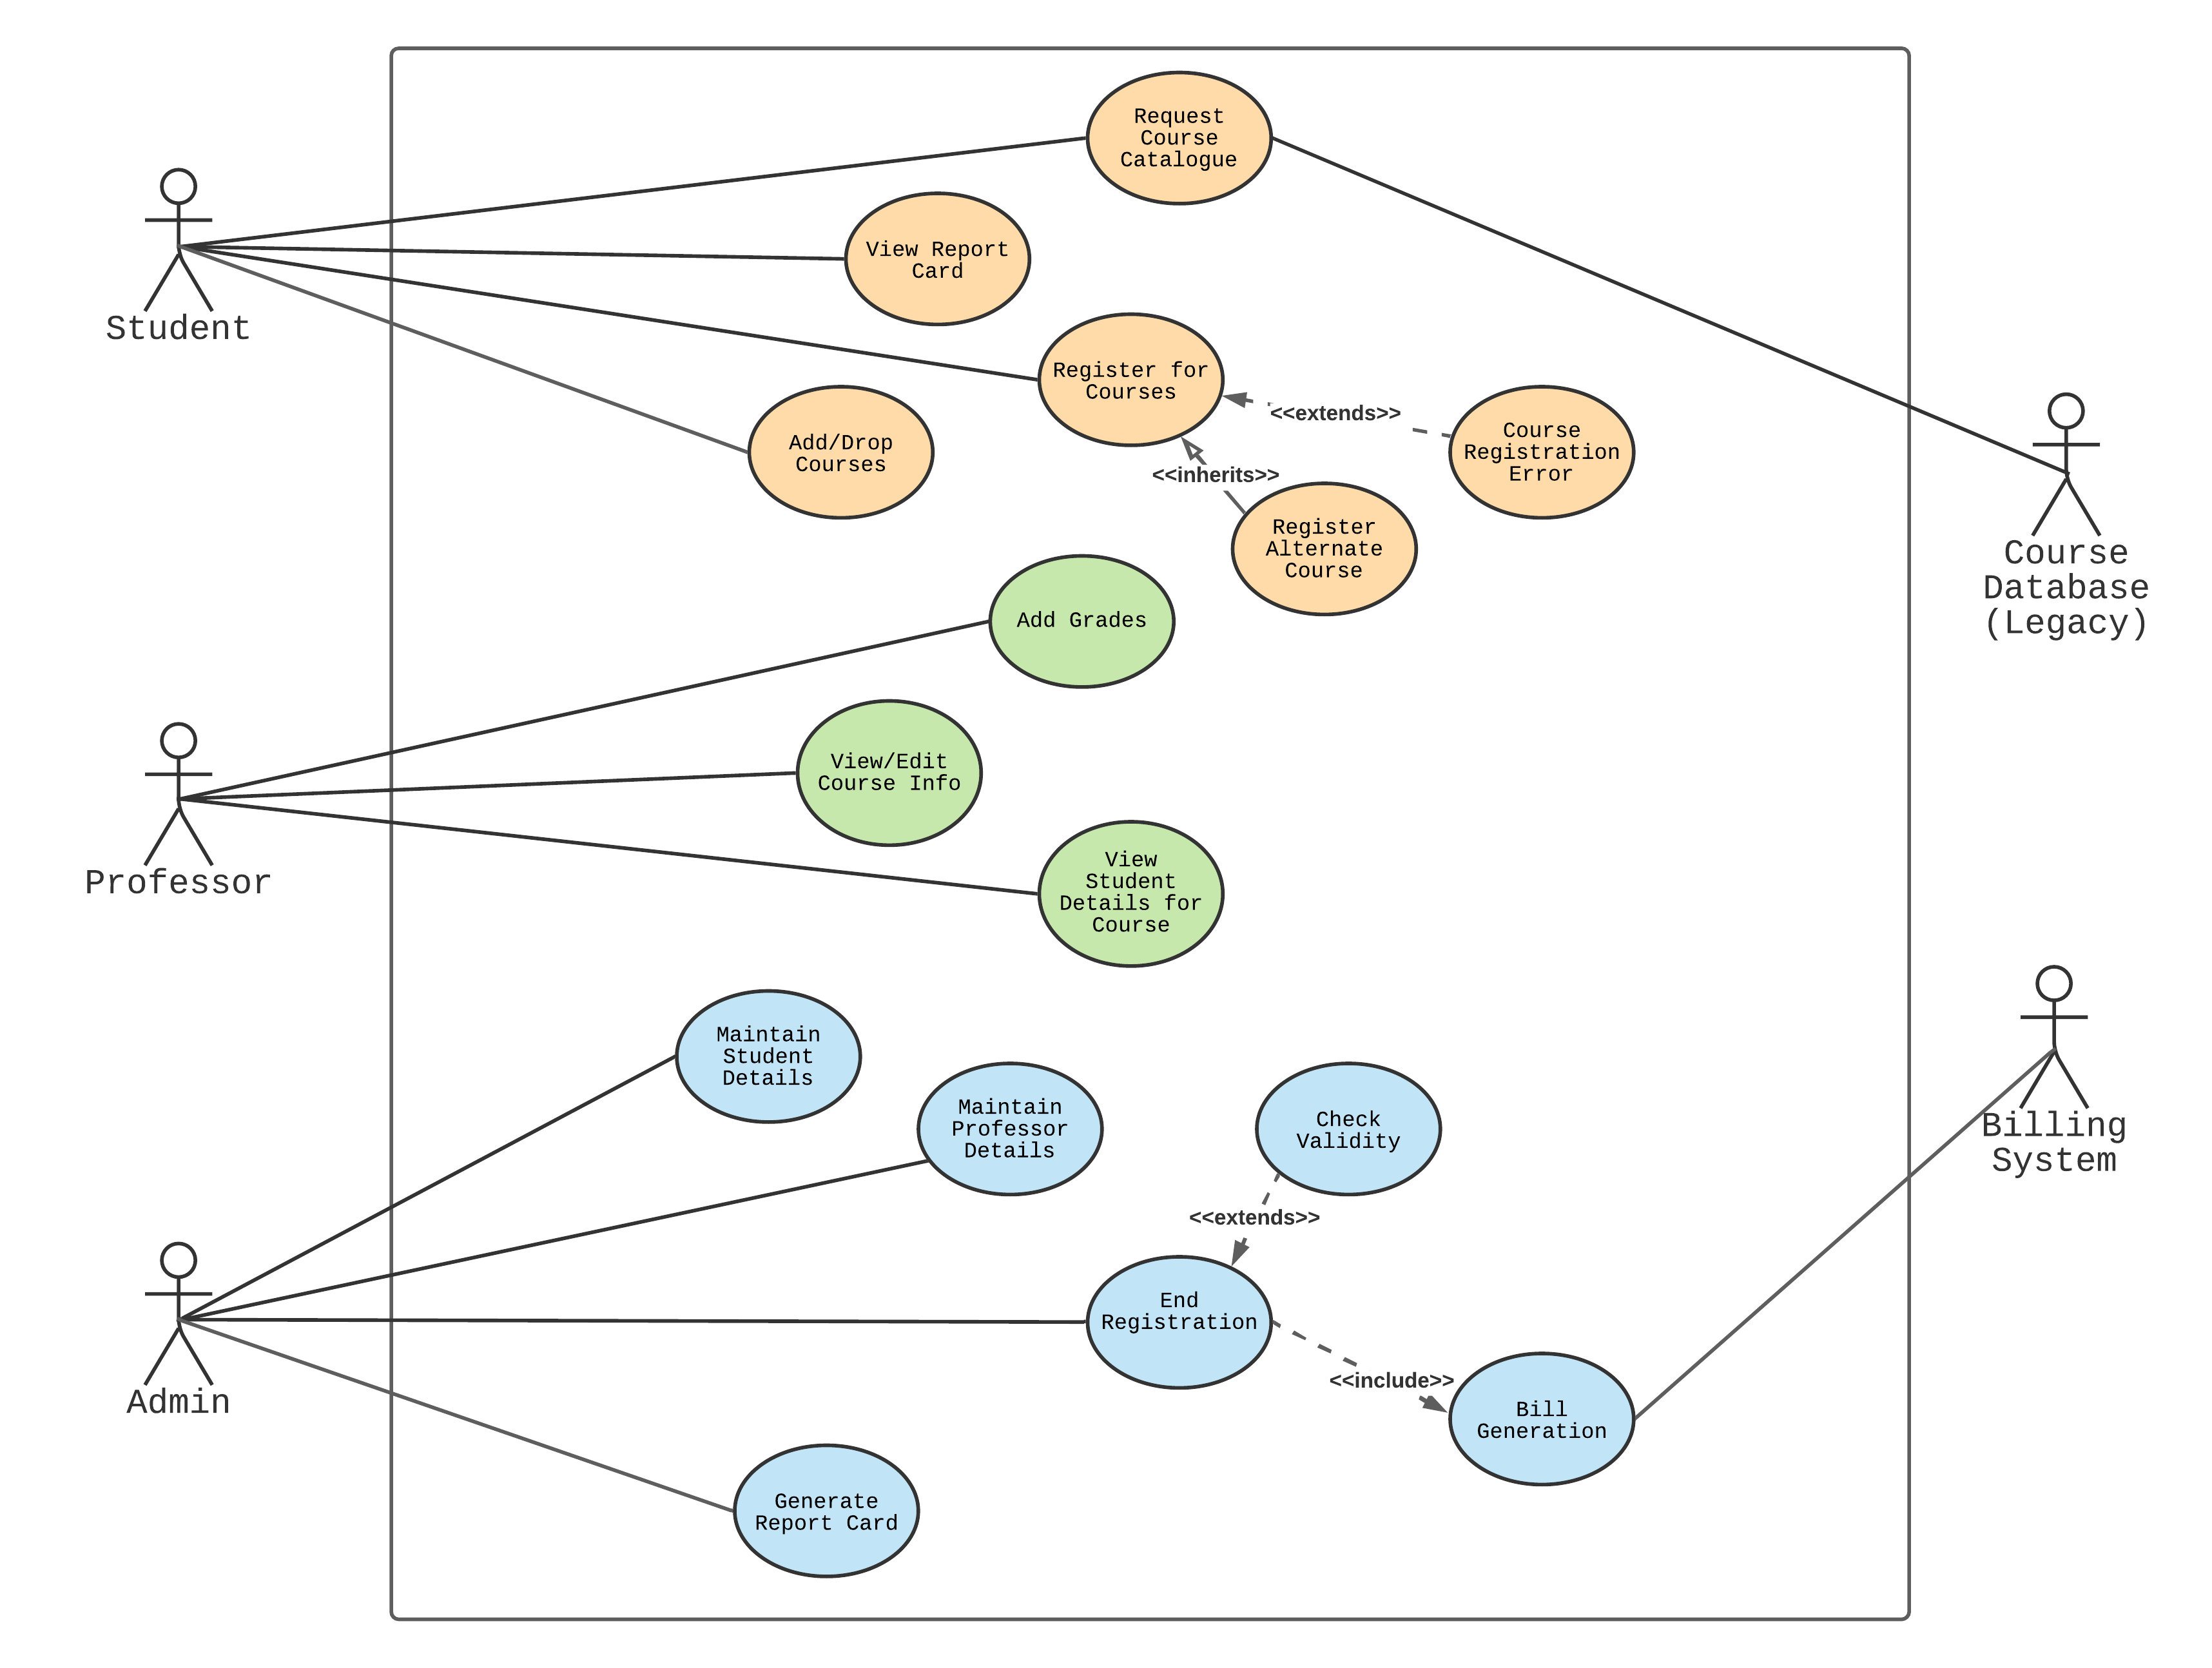 Request
Course
Catalogue
View Report
Card
Student
Register for
Courses
<<extends>>
Add/Drop
Courses
Course
Registration
Error
<<inherits>>
Register
Alternate
Course
Course
Database
(Legacy)
Add Grades
View/Edit
Course Info
Professor
View
Student
Details for
Course
Maintain
Student
Details
Maintain
Professor
Details
Check
Validity
Billing
System
<<extends>>
End
Registration
<<include>>
Admin
Bill
Generation
Generate
Report Card